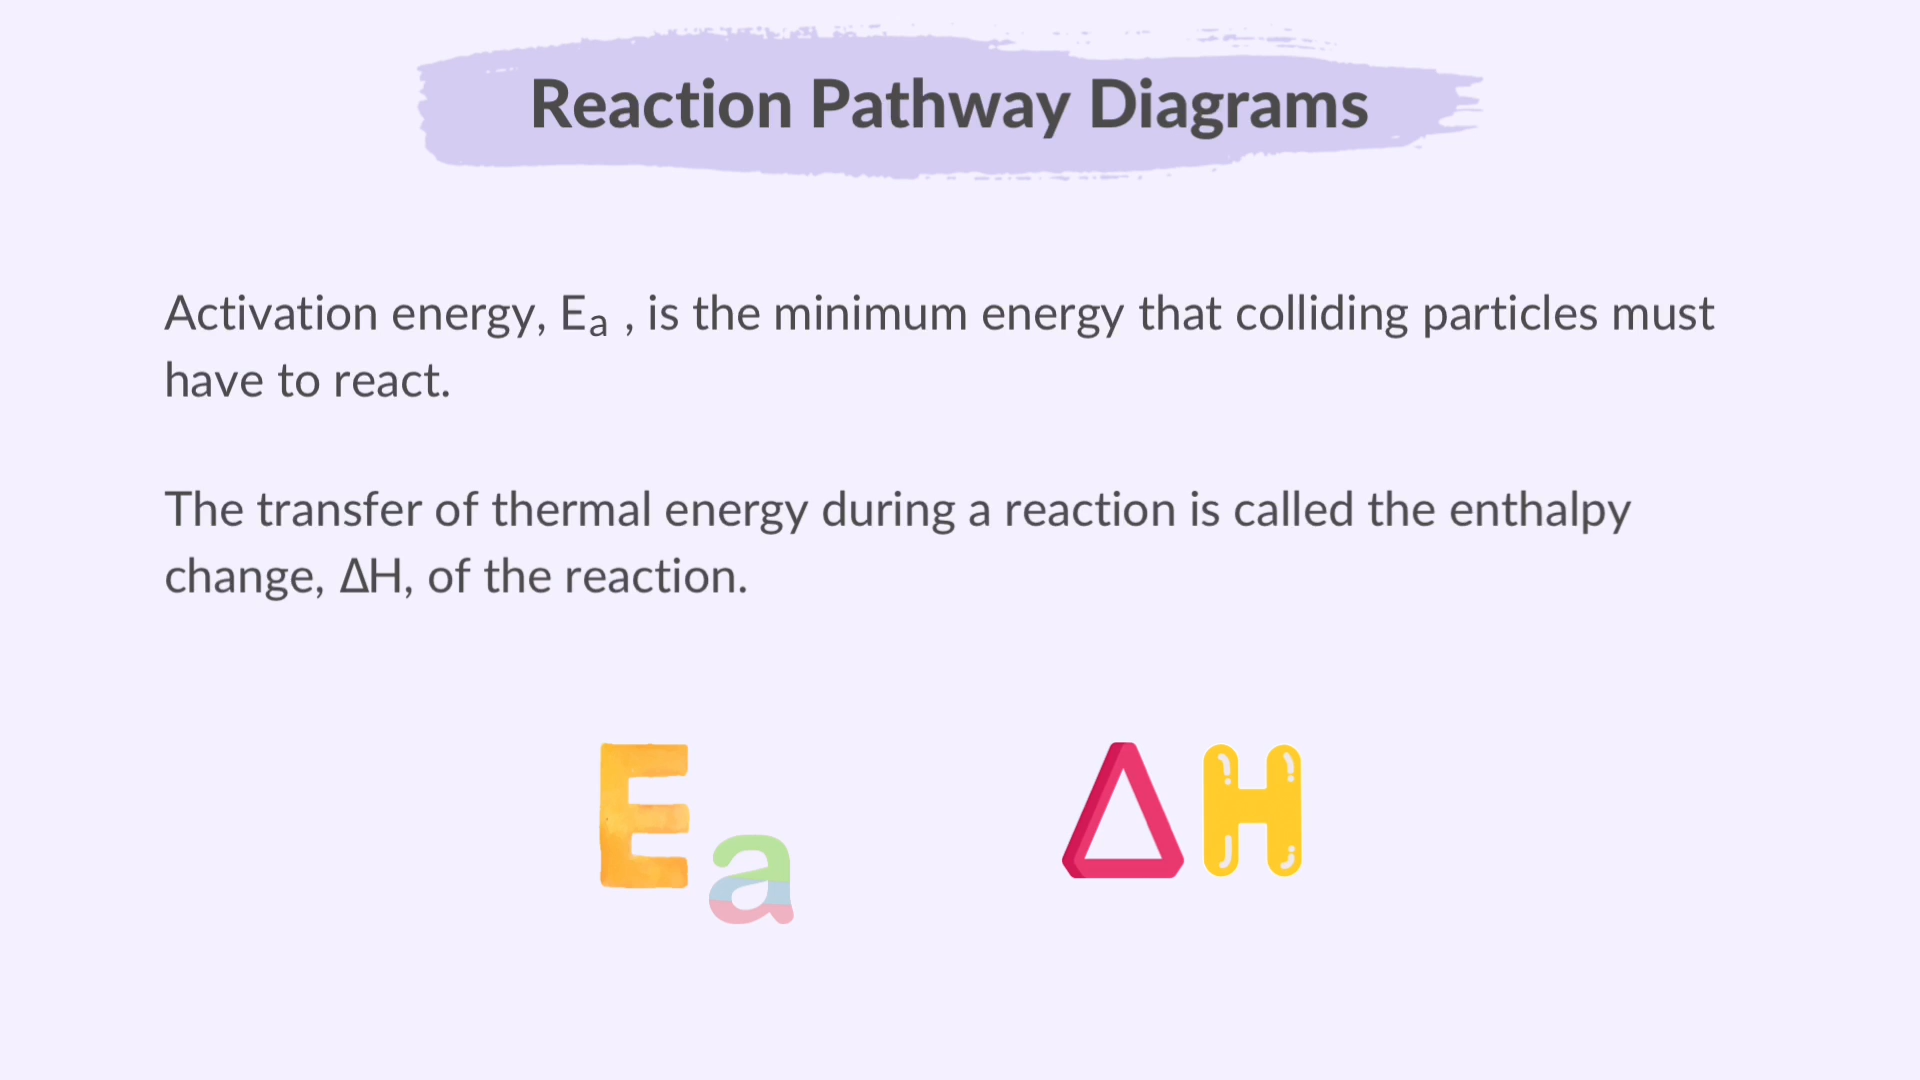 Reaction Pathway Diagrams
Activation energy, Eₐ , is the minimum energy that colliding particles must
have to react.
The transfer of thermal energy during a reaction is called the enthalpy
change, ΔH, of the reaction.
Eₐ ΔH